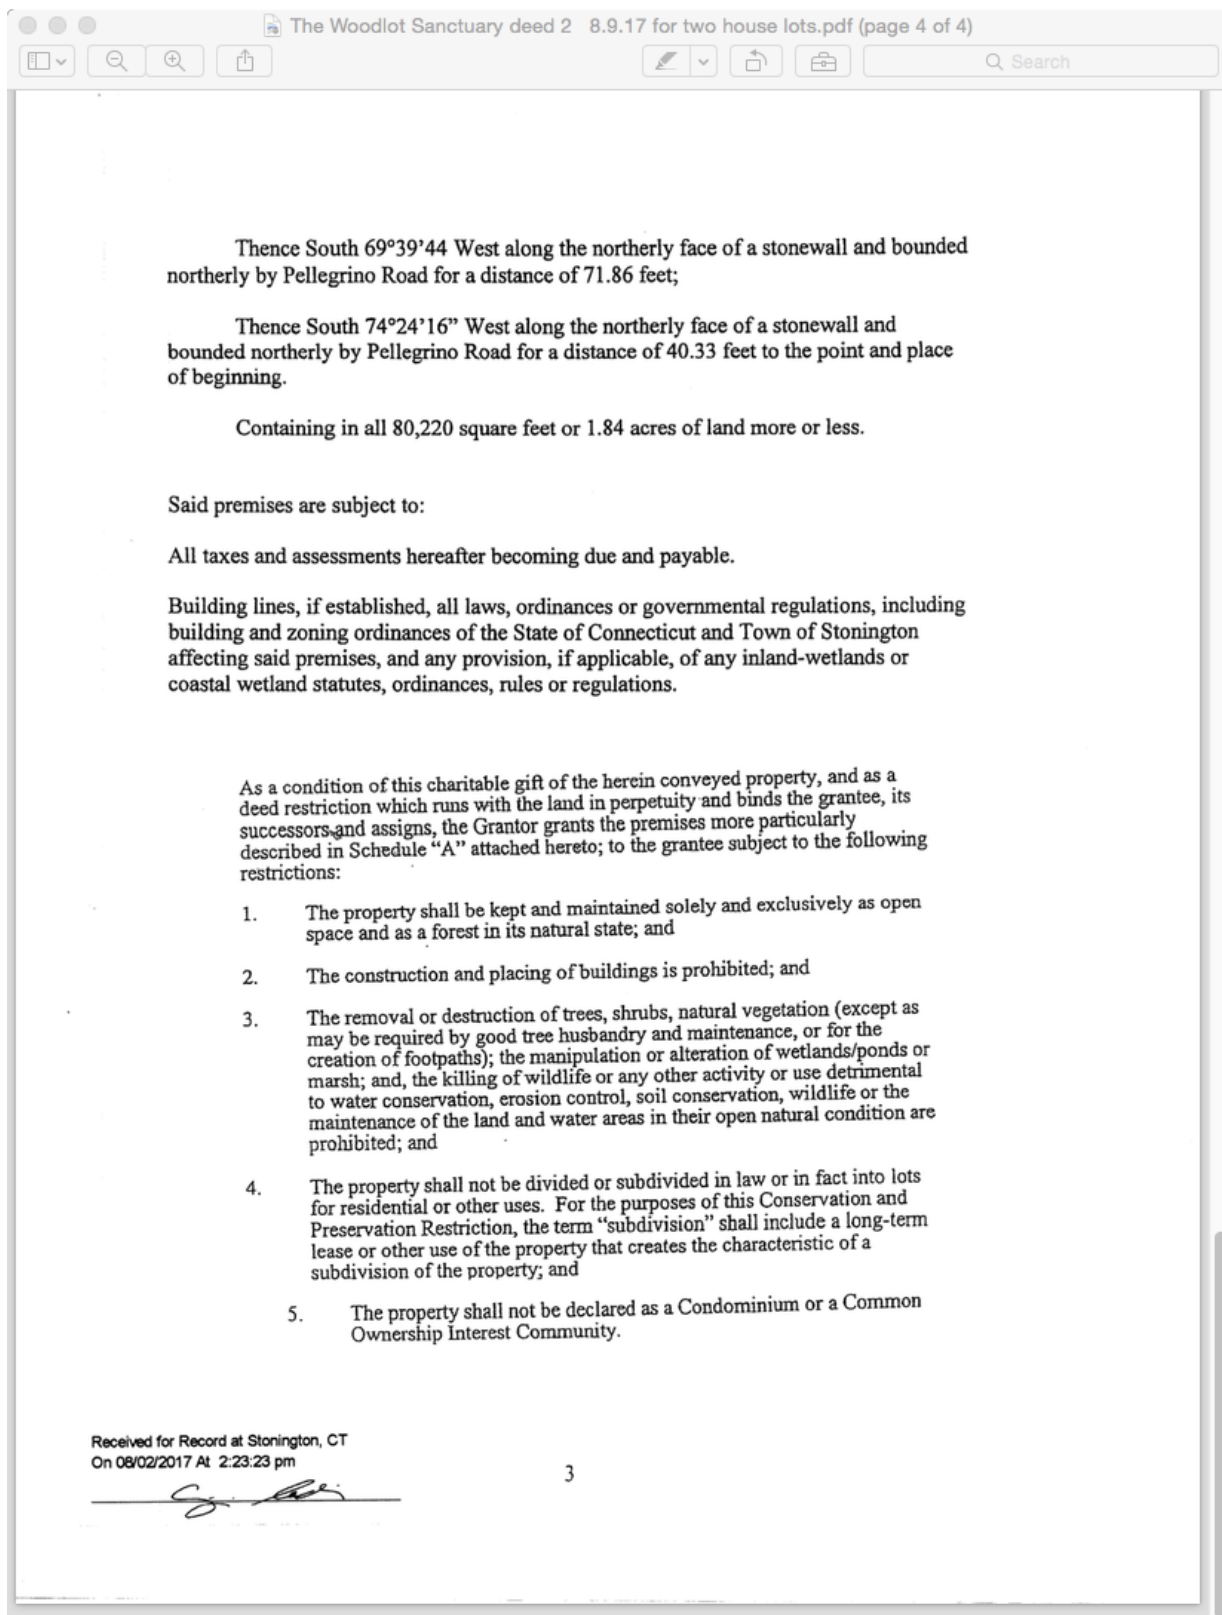 The Woodlot Sanctuary deed 2 8.9.17 for two house lots.pdf (page 4 of 4)
Search
Thence South 69°39'44 West along the northerly face of a stonewall and bounded
northerly by Pellegrino Road for a distance of 71.86 feet;
Thence South 74°24'16” West along the northerly face of a stonewall and
bounded northerly by Pellegrino Road for a distance of 40.33 feet to the point and place
of beginning.
Containing in all 80,220 square feet or 1.84 acres of land more or less.
Said premises are subject to:
All taxes and assessments hereafter becoming due and payable.
Building lines, if established, all laws, ordinances or governmental regulations, including
building and zoning ordinances of the State of Connecticut and Town of Stonington
affecting said premises, and any provision, if applicable, of any inland-wetlands or
coastal wetland statutes, ordinances, rules or regulations.
As a condition of this charitable gift of the herein conveyed property, and as a
deed restriction which runs with the land in perpetuity and binds the grantee, its
successors and assigns, the Grantor grants the premises more particularly
described in Schedule “A” attached hereto; to the grantee subject to the following
restrictions:
1. The property shall be kept and maintained solely and exclusively as open
space and as a forest in its natural state; and
2. The construction and placing of buildings is prohibited; and
3. The removal or destruction of trees, shrubs, natural vegetation (except as
may be required by good tree husbandry and maintenance, or for the
creation of footpaths); the manipulation or alteration of wetlands/ponds or
marsh; and, the killing of wildlife or any other activity or use detrimental
to water conservation, erosion control, soil conservation, wildlife or the
maintenance of the land and water areas in their open natural condition are
prohibited; and
4. The property shall not be divided or subdivided in law or in fact into lots
for residential or other uses. For the purposes of this Conservation and
Preservation Restriction, the term “subdivision” shall include a long-term
lease or other use of the property that creates the characteristic of a
subdivision of the property; and
5. The property shall not be declared as a Condominium or a Common
Ownership Interest Community.
Received for Record at Stonington, CT
On 08/02/2017 At 2:23:23 pm
3